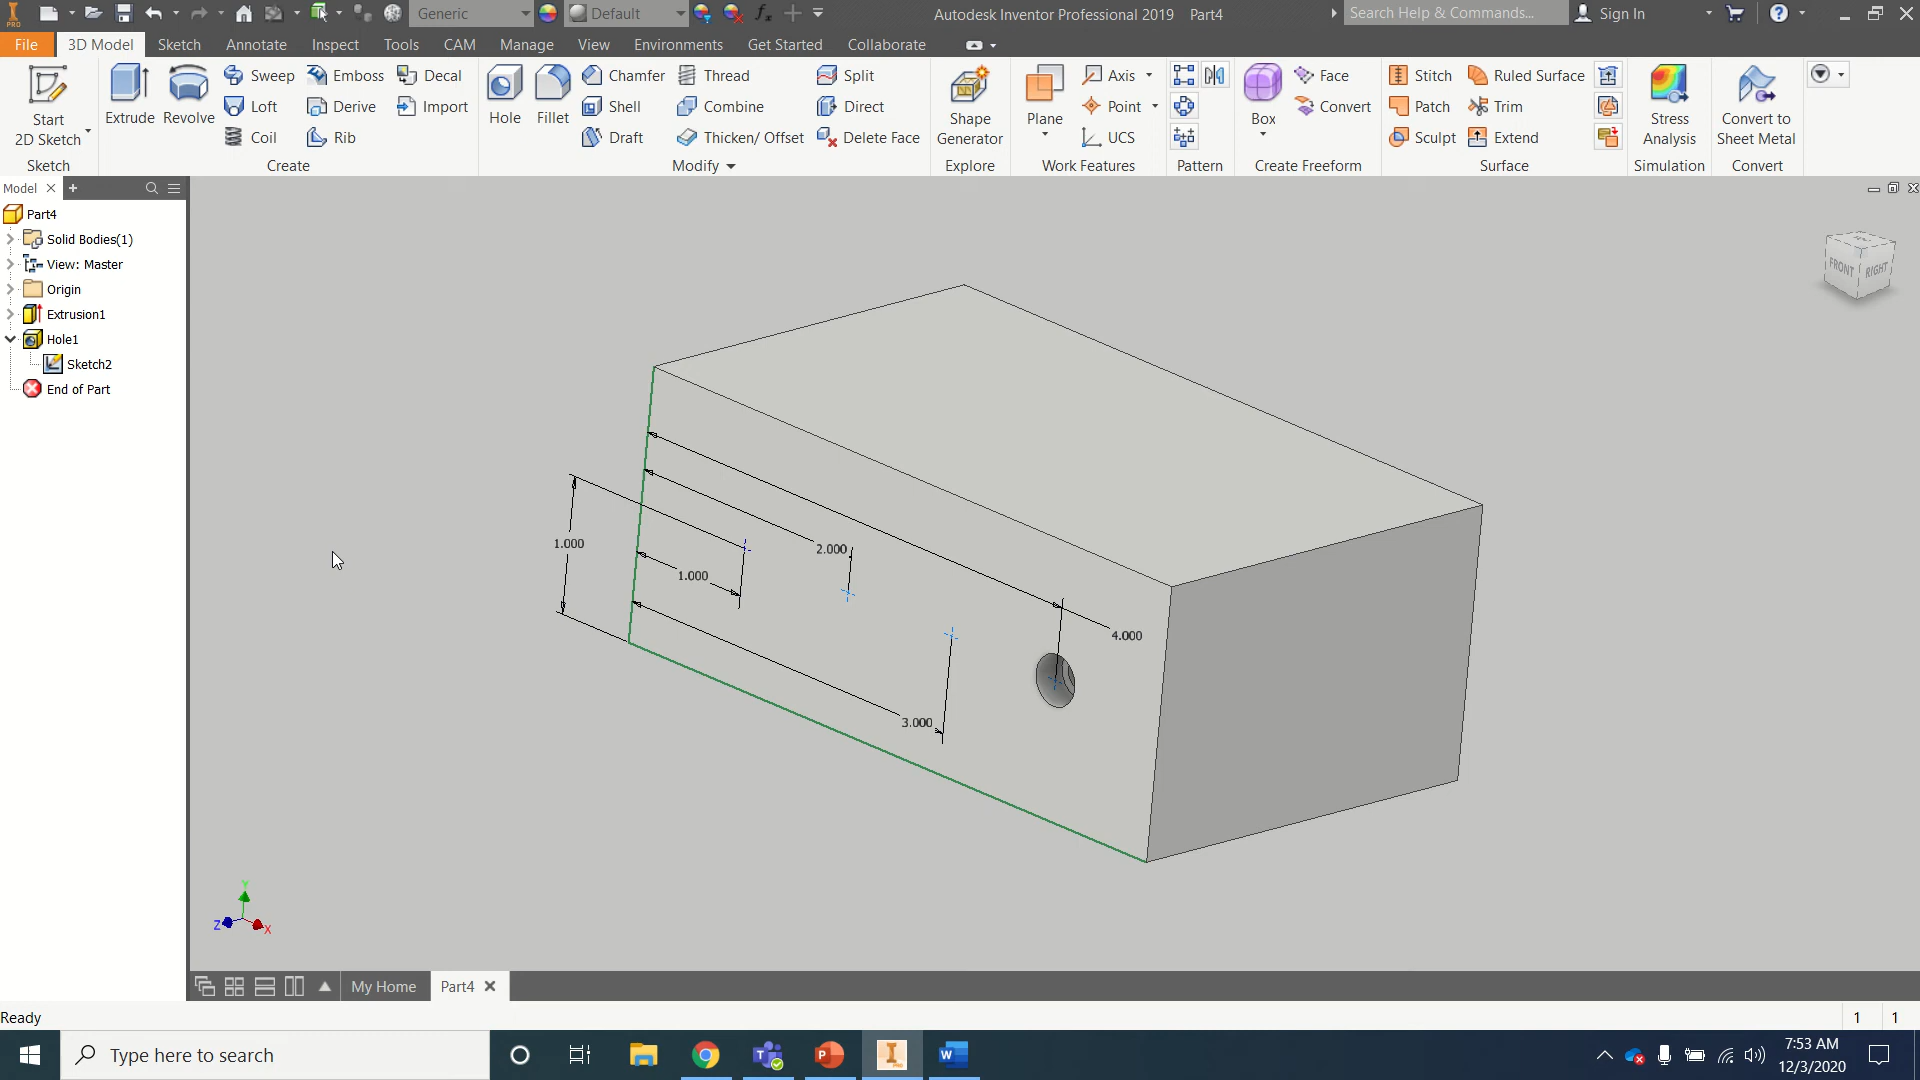 PRO
Generic
Default
Autodesk Inventor Professional 2019 Part4
Search Help & Commands...
Sign In
File 3D Model Sketch Annotate Inspect Tools CAM Manage View Environments Get Started Collaborate
Start
2D Sketch
Sketch
Extrude
Revolve
Sweep
Loft
Coil
Emboss
Derive
Rib
Decal
Import
Create
Hole
Fillet
Chamfer
Shell
Draft
Thread
Combine
Thicken/ Offset
Split
Direct
Delete Face
Modify
Shape
Generator
Explore
Plane
Axis
Point
UCS
Work Features
Pattern
Box
Face
Convert
Create Freeform
Stitch
Patch
Sculpt
Ruled Surface
Trim
Extend
Surface
Stress
Analysis
Simulation
Convert to
Sheet Metal
Convert
Model
Part4
Solid Bodies(1)
View: Master
Origin
Extrusion1
Hole1
Sketch2
End of Part
FRONT
RIGHT
1.000
2.000
1.000
4.000
3.000
Y
Z
X
My Home
Part4
Ready
1
1
Type here to search
7:53 AM
12/3/2020